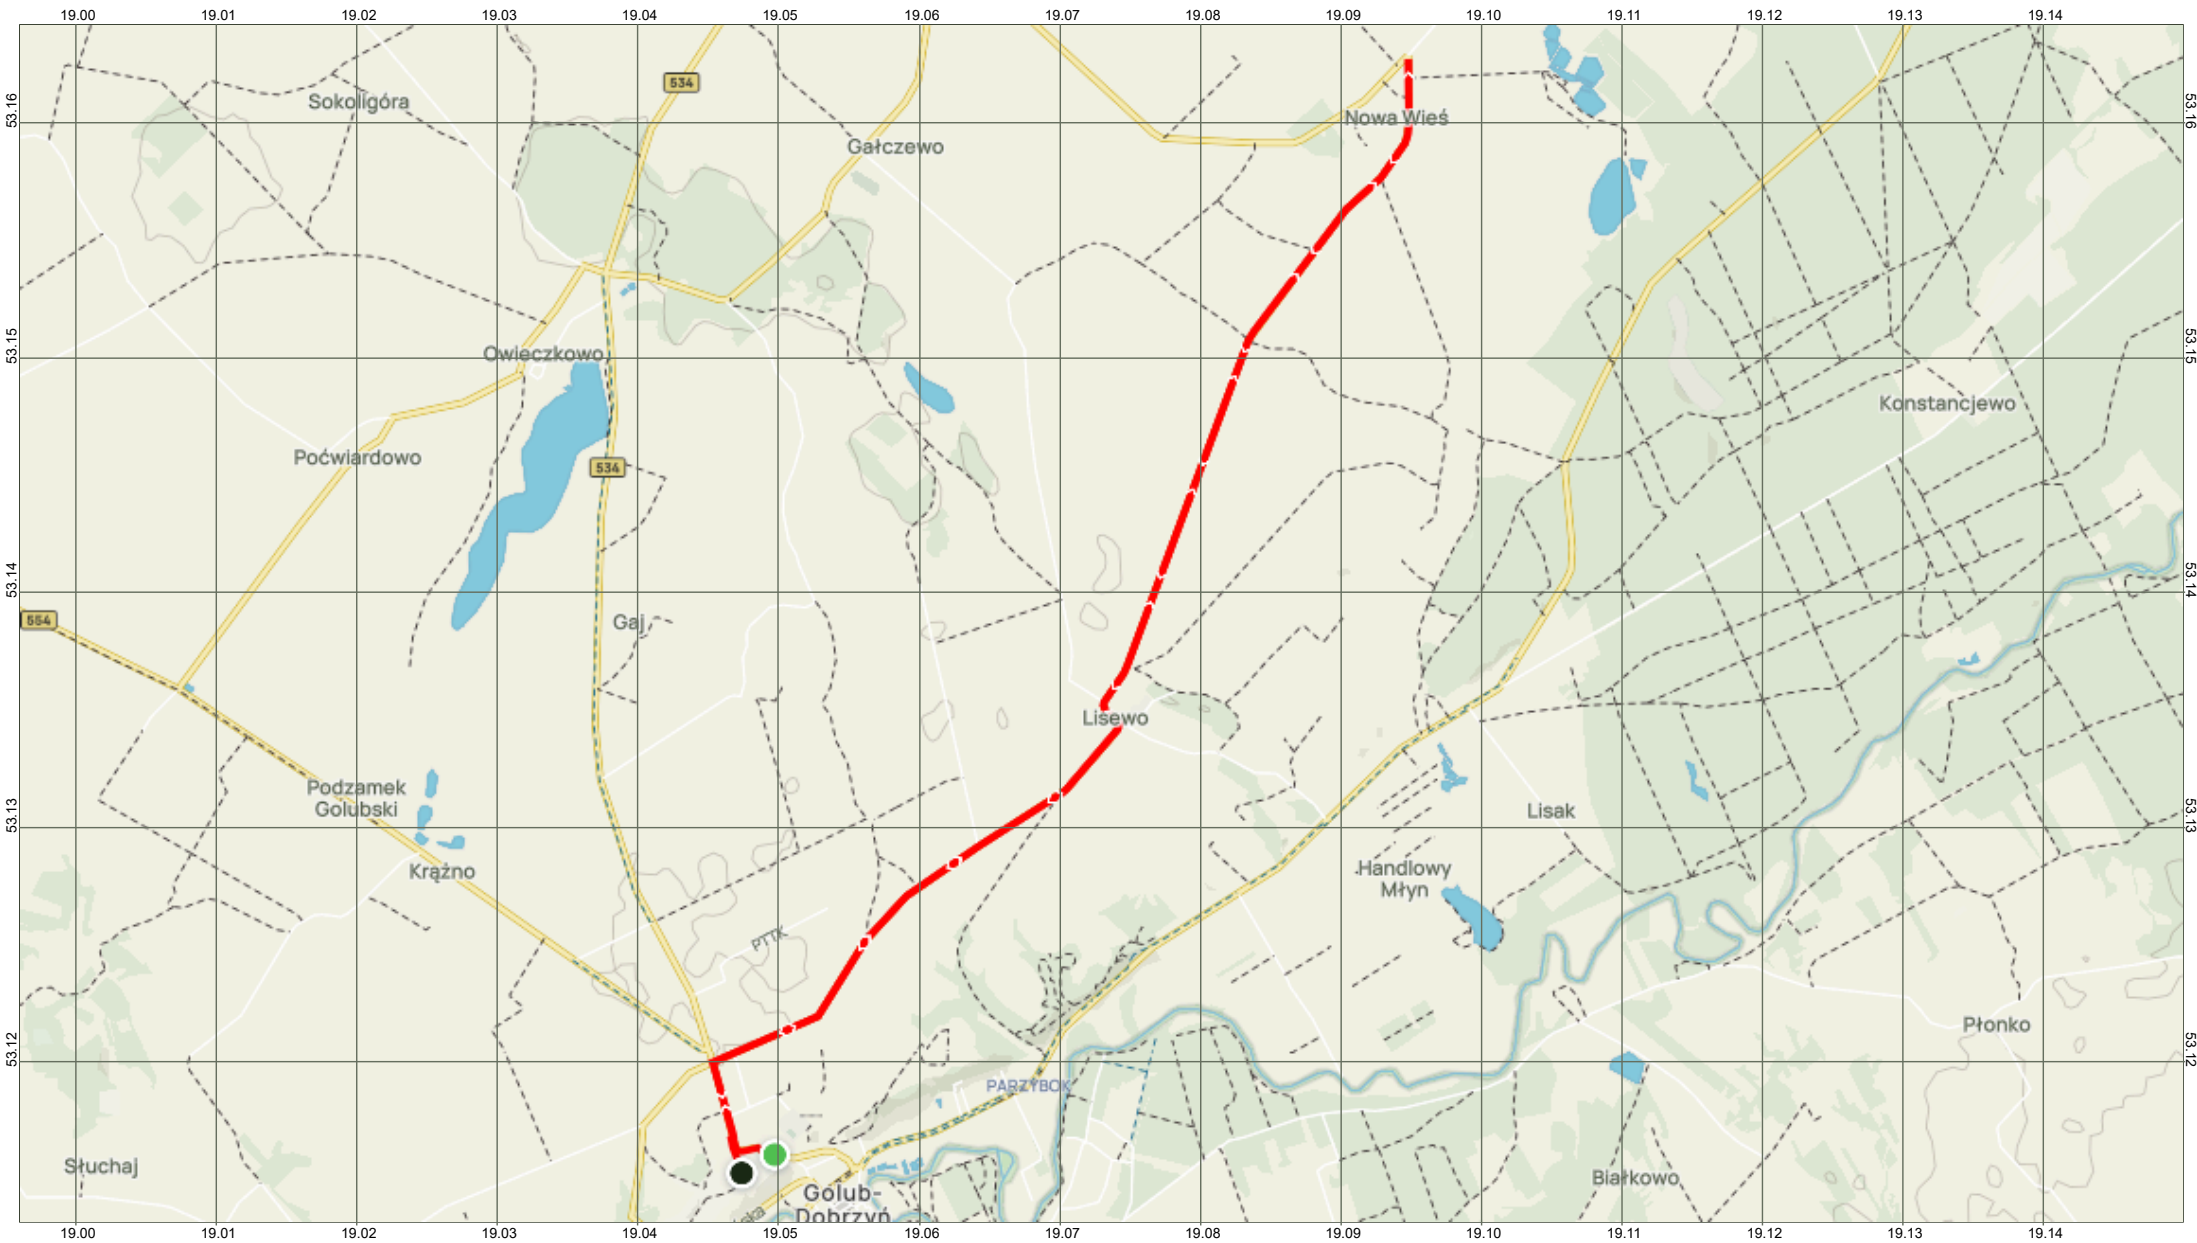 19.00 19.01 19.02 19.03 19.04 19.05 19.06 19.07 19.08 19.09 19.10 19.11 19.12 19.13 19.14
534
Sokoligóra
53.16 53.16
Nowa Wieś
Gałczewo
53.15 53.15
Owieczkowo
Konstancjewo
Poćwiardowo
534
53.14 53.14
554
Gaj
Lisewo
Podzamek
Golubski
Lisak
53.13 53.13
Krążno
Handlowy
Młyn
PTTK
Płonko
53.12 53.12
PARZYBOK
Słuchaj
Białkowo
Golub-
Dobrzyń
19.00 19.01 19.02 19.03 19.04 19.05 19.06 19.07 19.08 19.09 19.10 19.11 19.12 19.13 19.14